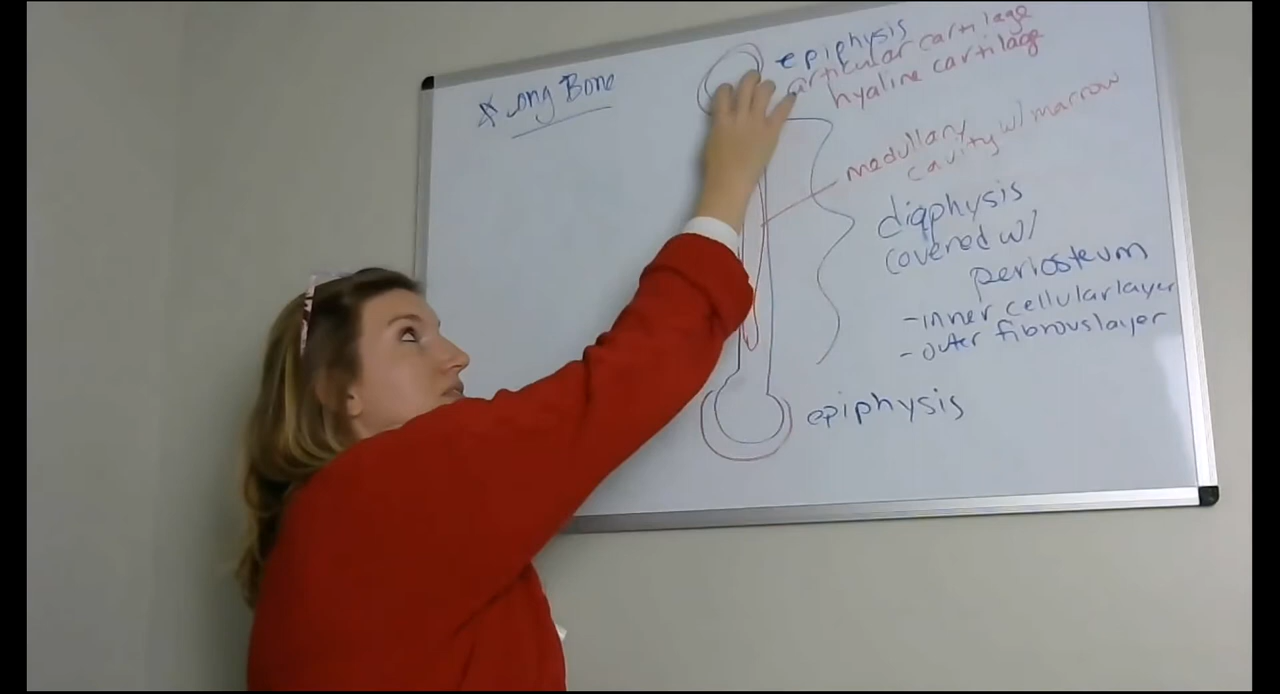 Long Bone
epiphysis
articular cartilage
hyaline cartilage
medullary
cavity w/ marrow
diaphysis
covered w/
periosteum
- inner cellular layer
- outer fibrous layer
epiphysis